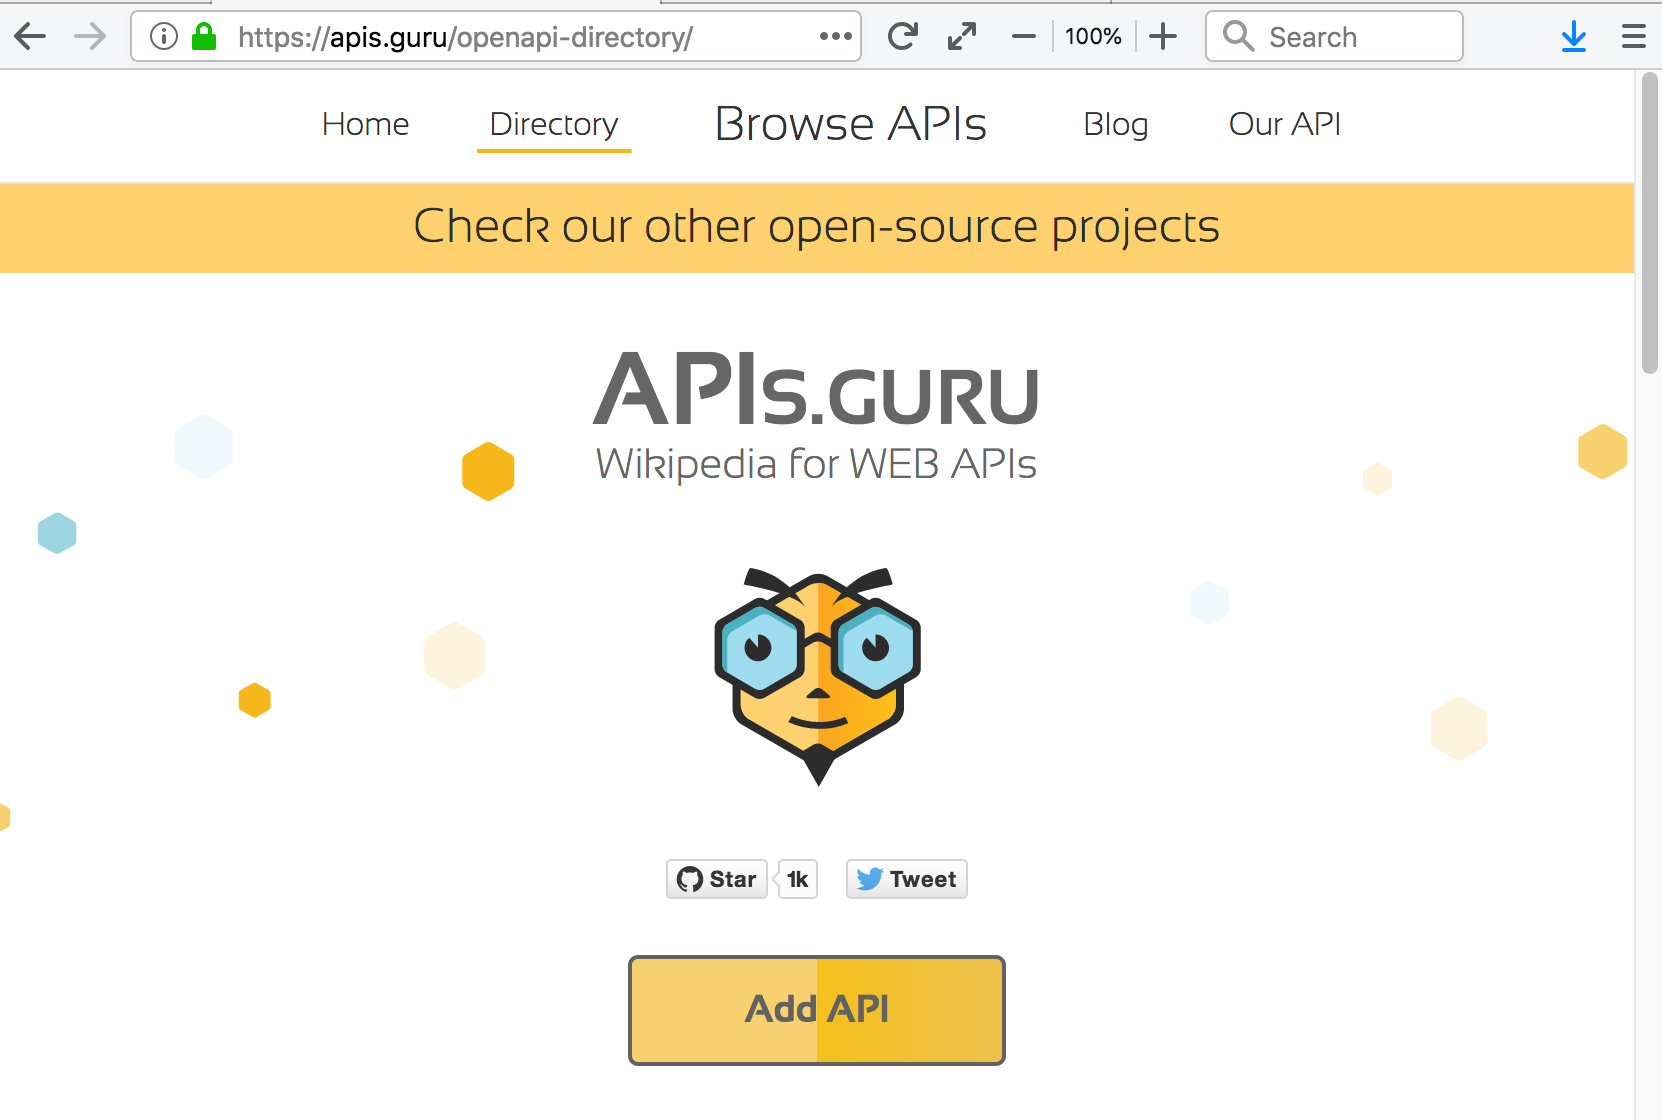 https://apis.guru/openapi-directory/ 100% Search
Home Directory Browse APIs Blog Our API
Check our other open-source projects
APIs.GURU
Wikipedia for WEB APIs
Star 1k Tweet
Add API